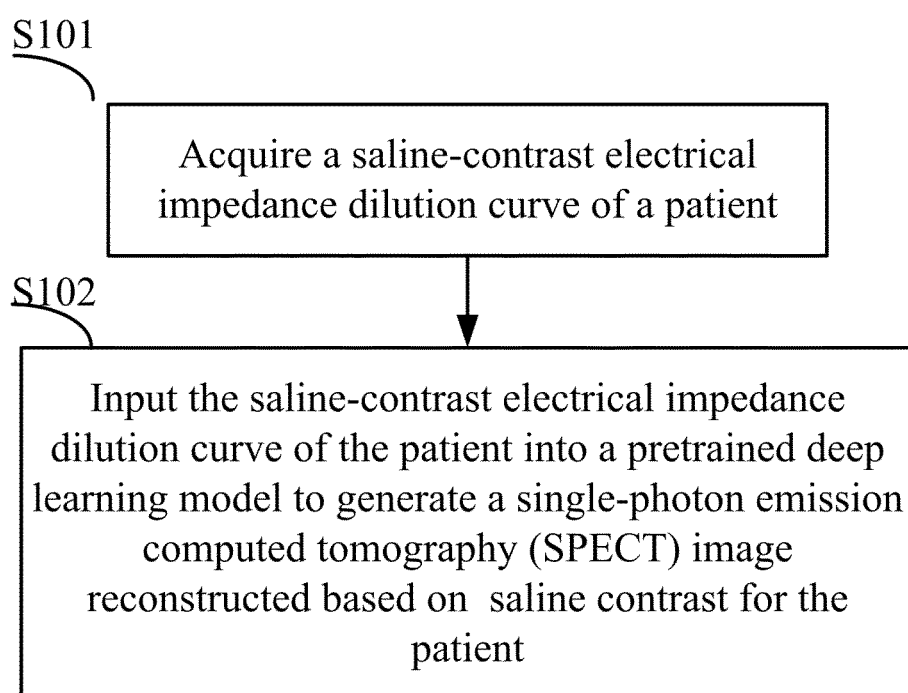 S101
Acquire a saline-contrast electrical
impedance dilution curve of a patient
S102
Input the saline-contrast electrical impedance
dilution curve of the patient into a pretrained deep
learning model to generate a single-photon emission
computed tomography (SPECT) image
reconstructed based on saline contrast for the
patient